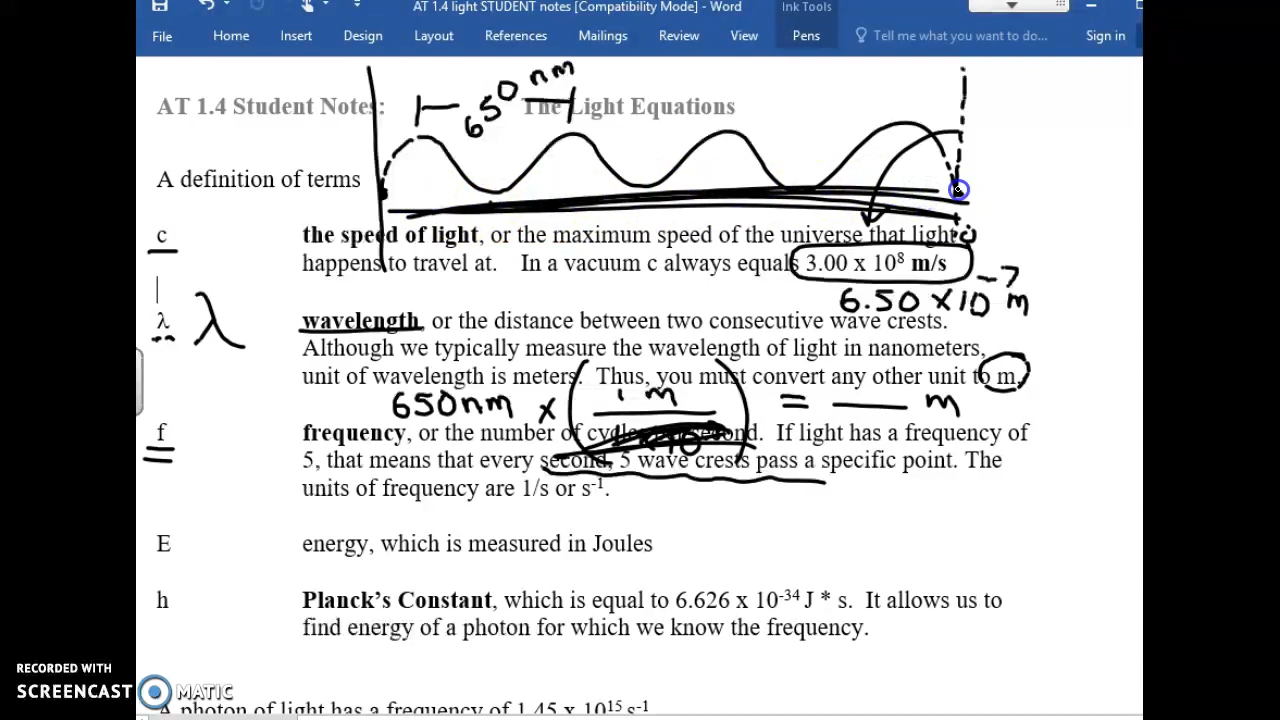 AT 1.4 light STUDENT notes [Compatibility Mode] - Word
Ink Tools
File Home Insert Design Layout References Mailings Review View Pens Tell me what you want to do... Sign in
650 nm
AT 1.4 Student Notes: The Light Equations
A definition of terms
c the speed of light, or the maximum speed of the universe that light
happens to travel at. In a vacuum c always equals 3.00 x 10⁸ m/s
6.50 x 10⁻⁷ m
λ λ wavelength, or the distance between two consecutive wave crests.
Although we typically measure the wavelength of light in nanometers,
unit of wavelength is meters. Thus, you must convert any other unit to m.
650nm x ( 1 m ) = ___ m
f frequency, or the number of cycles per second. If light has a frequency of
5, that means that every second, 5 wave crests pass a specific point. The
units of frequency are 1/s or s⁻¹.
E energy, which is measured in Joules
h Planck's Constant, which is equal to 6.626 x 10⁻³⁴ J * s. It allows us to
find energy of a photon for which we know the frequency.
A photon of light has a frequency of 1.45 x 10¹⁵ s⁻¹
RECORDED WITH
SCREENCAST MATIC